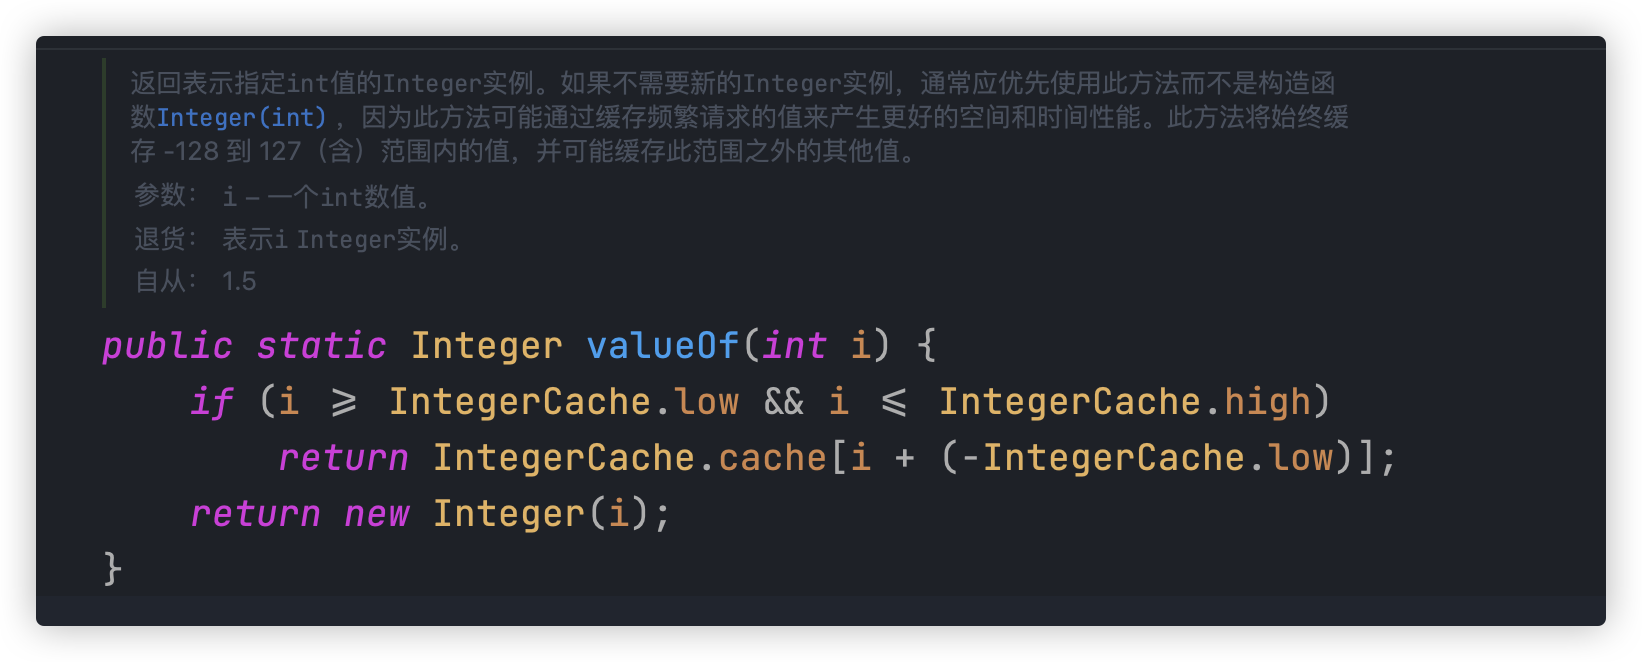 返回表示指定int值的Integer实例。如果不需要新的Integer实例，通常应优先使用此方法而不是构造函
数Integer(int) ，因为此方法可能通过缓存频繁请求的值来产生更好的空间和时间性能。此方法将始终缓
存 -128 到 127（含）范围内的值，并可能缓存此范围之外的其他值。
参数： i – 一个int数值。
退货： 表示i Integer实例。
自从： 1.5
public static Integer valueOf(int i) {
    if (i >= IntegerCache.low && i <= IntegerCache.high)
        return IntegerCache.cache[i + (-IntegerCache.low)];
    return new Integer(i);
}